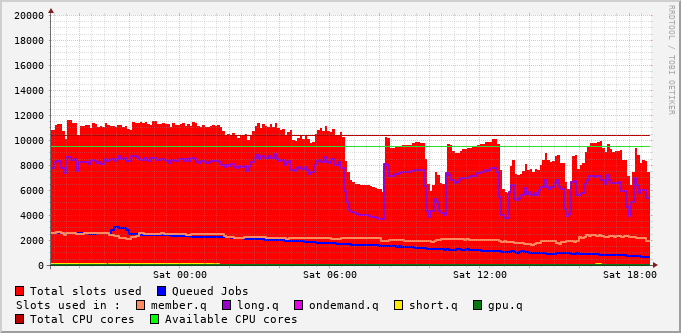 20000
18000
16000
14000
12000
10000
8000
6000
4000
2000
0
Sat 00:00 Sat 06:00 Sat 12:00 Sat 18:00
RRDTOOL / TOBI OETIKER
Total slots used Queued Jobs
Slots used in : member.q long.q ondemand.q short.q gpu.q
Total CPU cores Available CPU cores